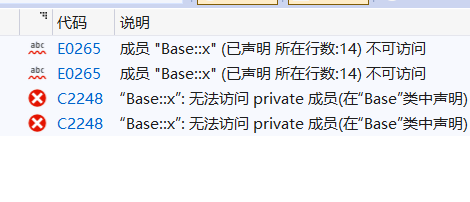 代码 说明
abc E0265 成员 "Base::x" (已声明 所在行数:14) 不可访问
abc E0265 成员 "Base::x" (已声明 所在行数:14) 不可访问
C2248 “Base::x”: 无法访问 private 成员(在“Base”类中声明)
C2248 “Base::x”: 无法访问 private 成员(在“Base”类中声明)